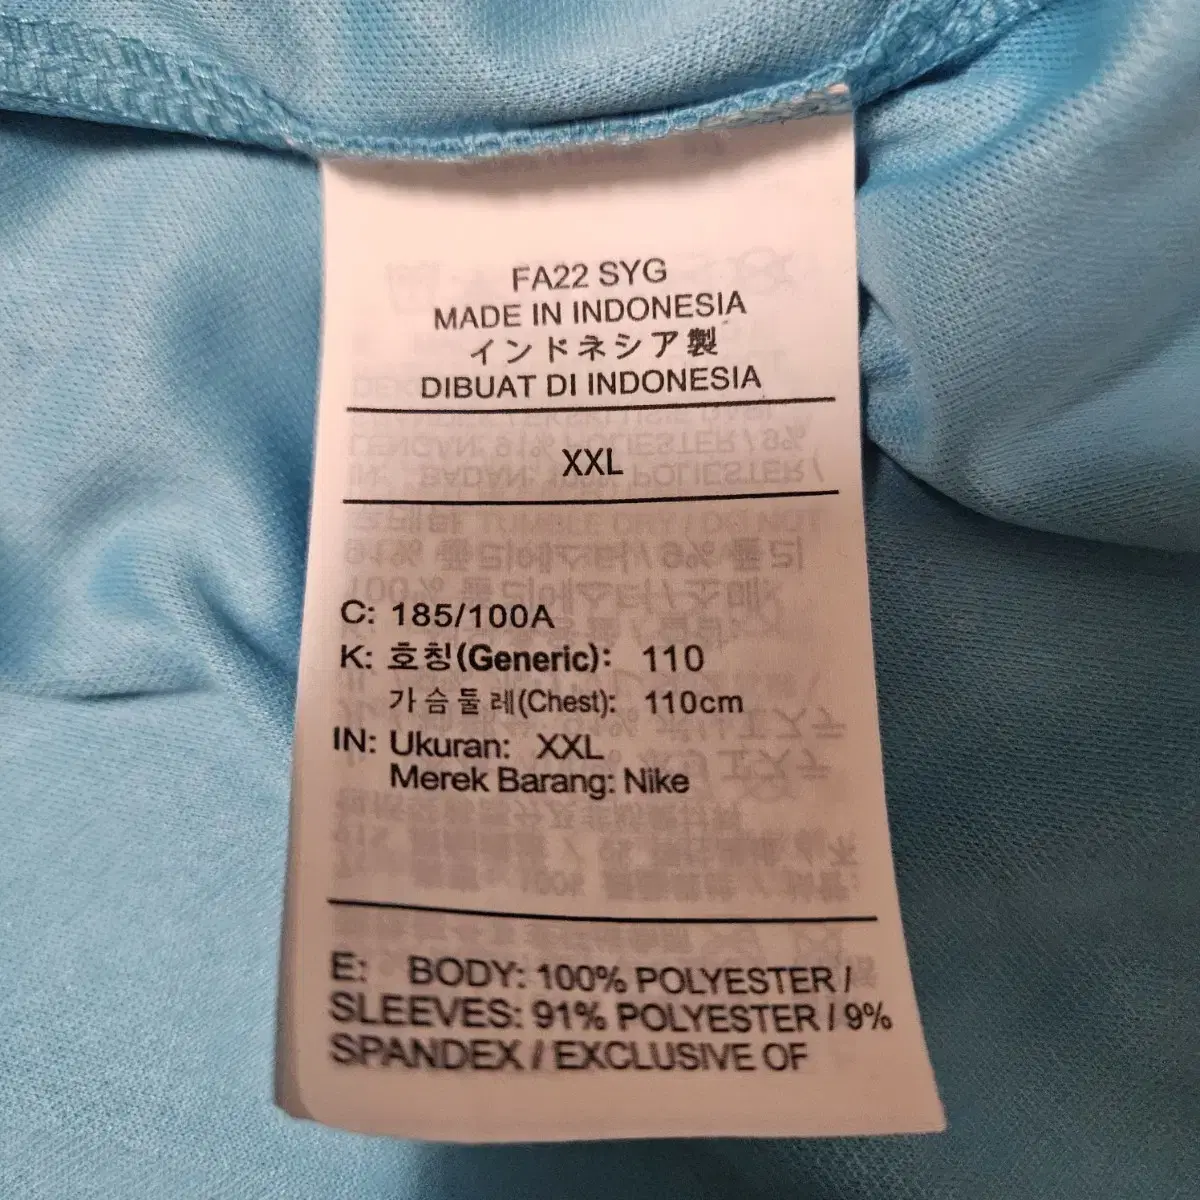 FA22 SYG
MADE IN INDONESIA
インドネシア製
DIBUAT DI INDONESIA
XXL
C: 185/100A
K: 호칭(Generic): 110
가슴둘레(Chest): 110cm
IN: Ukuran: XXL
Merek Barang: Nike
E: BODY: 100% POLYESTER /
SLEEVES: 91% POLYESTER / 9%
SPANDEX / EXCLUSIVE OF